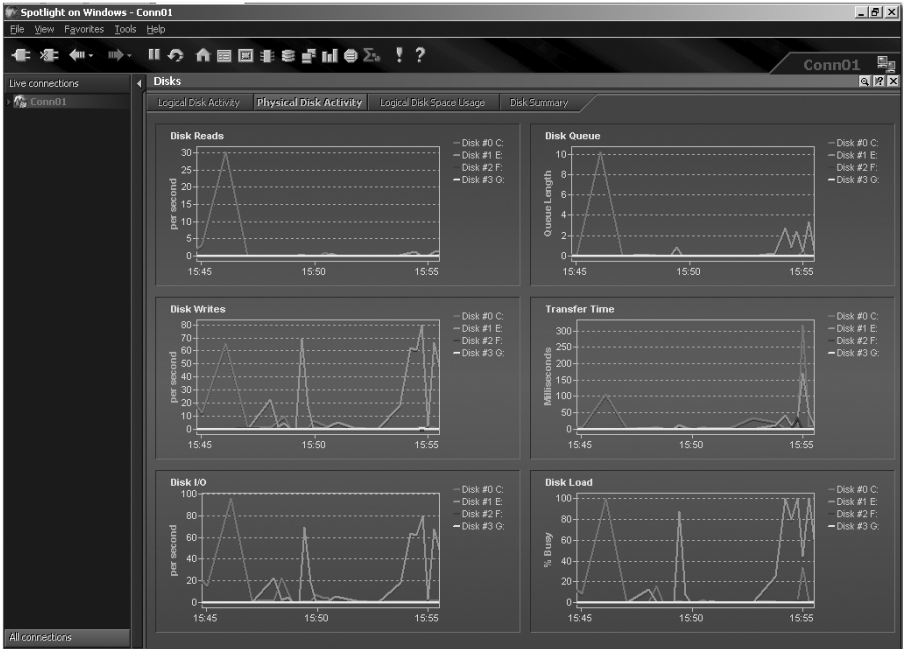 Spotlight on Windows - Conn01
File View Favorites Tools Help
Conn01
Live connections
Conn01
Disks
Logical Disk Activity Physical Disk Activity Logical Disk Space Usage Disk Summary
Disk Reads
per second
30
25
20
15
10
5
0
15:45 15:50 15:55
Disk #0 C:
Disk #1 E:
Disk #2 F:
Disk #3 G:
Disk Queue
Queue Length
10
8
6
4
2
0
15:45 15:50 15:55
Disk #0 C:
Disk #1 E:
Disk #2 F:
Disk #3 G:
Disk Writes
per second
80
70
60
50
40
30
20
10
0
15:45 15:50 15:55
Disk #0 C:
Disk #1 E:
Disk #2 F:
Disk #3 G:
Transfer Time
Milliseconds
300
250
200
150
100
50
0
15:45 15:50 15:55
Disk #0 C:
Disk #1 E:
Disk #2 F:
Disk #3 G:
Disk I/O
per second
100
80
60
40
20
0
15:45 15:50 15:55
Disk #0 C:
Disk #1 E:
Disk #2 F:
Disk #3 G:
Disk Load
% Busy
100
80
60
40
20
0
15:45 15:50 15:55
Disk #0 C:
Disk #1 E:
Disk #2 F:
Disk #3 G:
All connections